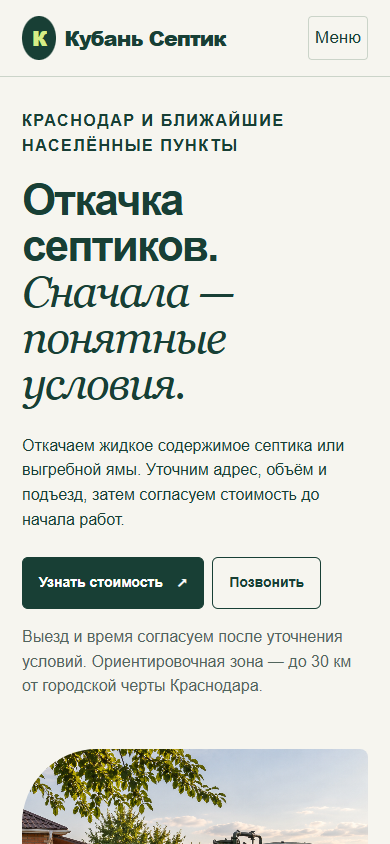 К Кубань Септик
Меню
КРАСНОДАР И БЛИЖАЙШИЕ
НАСЕЛЁННЫЕ ПУНКТЫ
Откачка
септиков.
Сначала —
понятные
условия.
Откачаем жидкое содержимое септика или
выгребной ямы. Уточним адрес, объём и
подъезд, затем согласуем стоимость до
начала работ.
Узнать стоимость ↗
Позвонить
Выезд и время согласуем после уточнения
условий. Ориентировочная зона — до 30 км
от городской черты Краснодара.